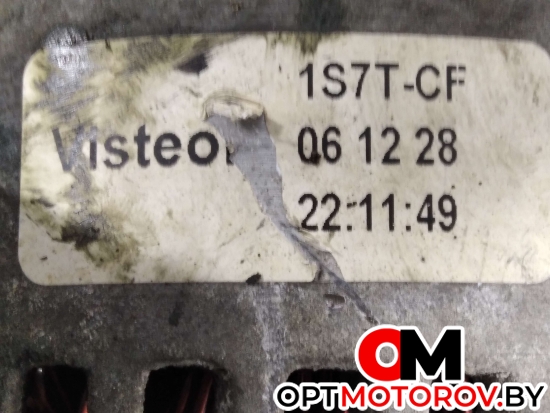 1S7T-CF
Visteon 06 12 28
22:11:49
OM
OPTMOTOROV.BY